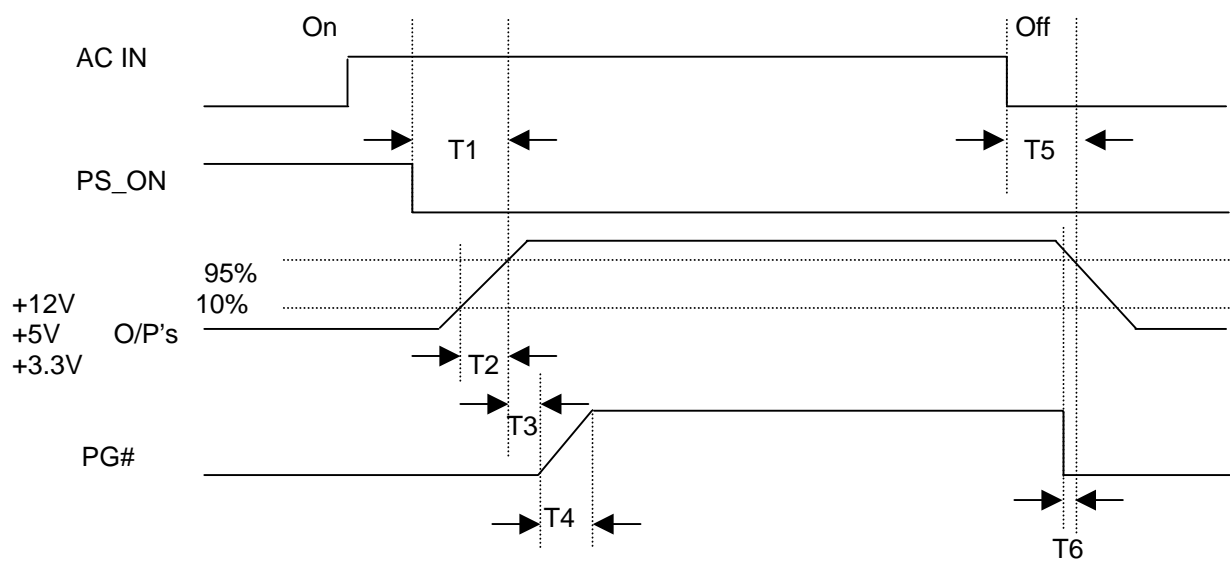 On
Off
AC IN
T1
T5
PS_ON
95%
+12V
10%
+5V O/P's
+3.3V
T2
T3
PG#
T4
T6